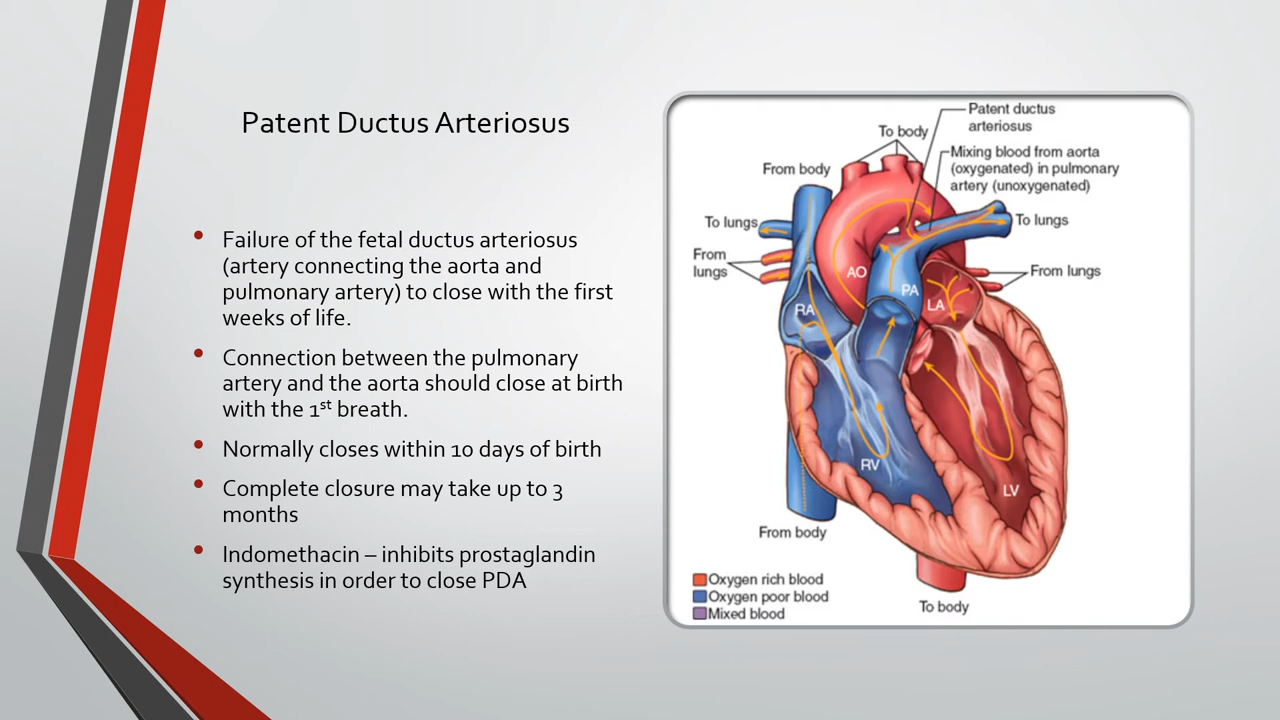 Patent Ductus Arteriosus
• Failure of the fetal ductus arteriosus
(artery connecting the aorta and
pulmonary artery) to close with the first
weeks of life.
• Connection between the pulmonary
artery and the aorta should close at birth
with the 1st breath.
• Normally closes within 10 days of birth
• Complete closure may take up to 3
months
• Indomethacin – inhibits prostaglandin
synthesis in order to close PDA
Patent ductus
arteriosus
To body
Mixing blood from aorta
(oxygenated) in pulmonary
artery (unoxygenated)
From body
To lungs
To lungs
From
lungs
From lungs
AO
PA
LA
RA
RV
LV
From body
To body
Oxygen rich blood
Oxygen poor blood
Mixed blood